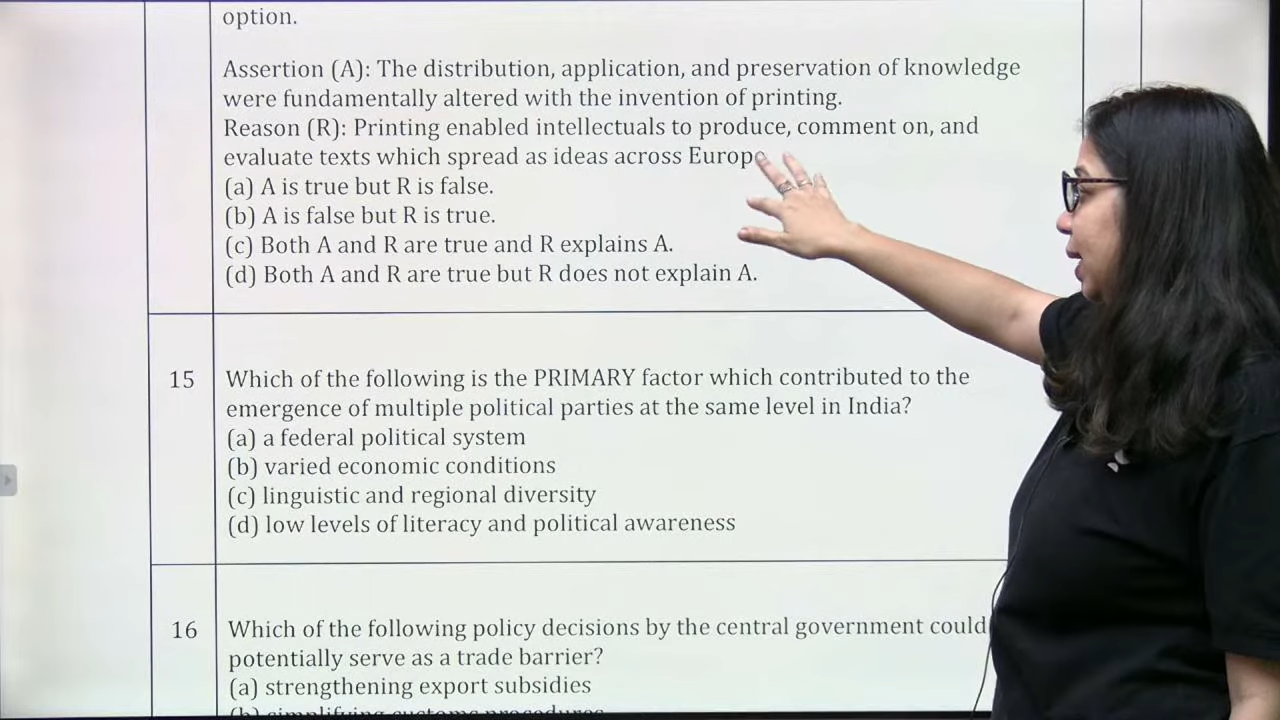 option.
Assertion (A): The distribution, application, and preservation of knowledge
were fundamentally altered with the invention of printing.
Reason (R): Printing enabled intellectuals to produce, comment on, and
evaluate texts which spread as ideas across Europe
(a) A is true but R is false.
(b) A is false but R is true.
(c) Both A and R are true and R explains A.
(d) Both A and R are true but R does not explain A.
15
Which of the following is the PRIMARY factor which contributed to the
emergence of multiple political parties at the same level in India?
(a) a federal political system
(b) varied economic conditions
(c) linguistic and regional diversity
(d) low levels of literacy and political awareness
16
Which of the following policy decisions by the central government could
potentially serve as a trade barrier?
(a) strengthening export subsidies
(b) simplifying customs procedures